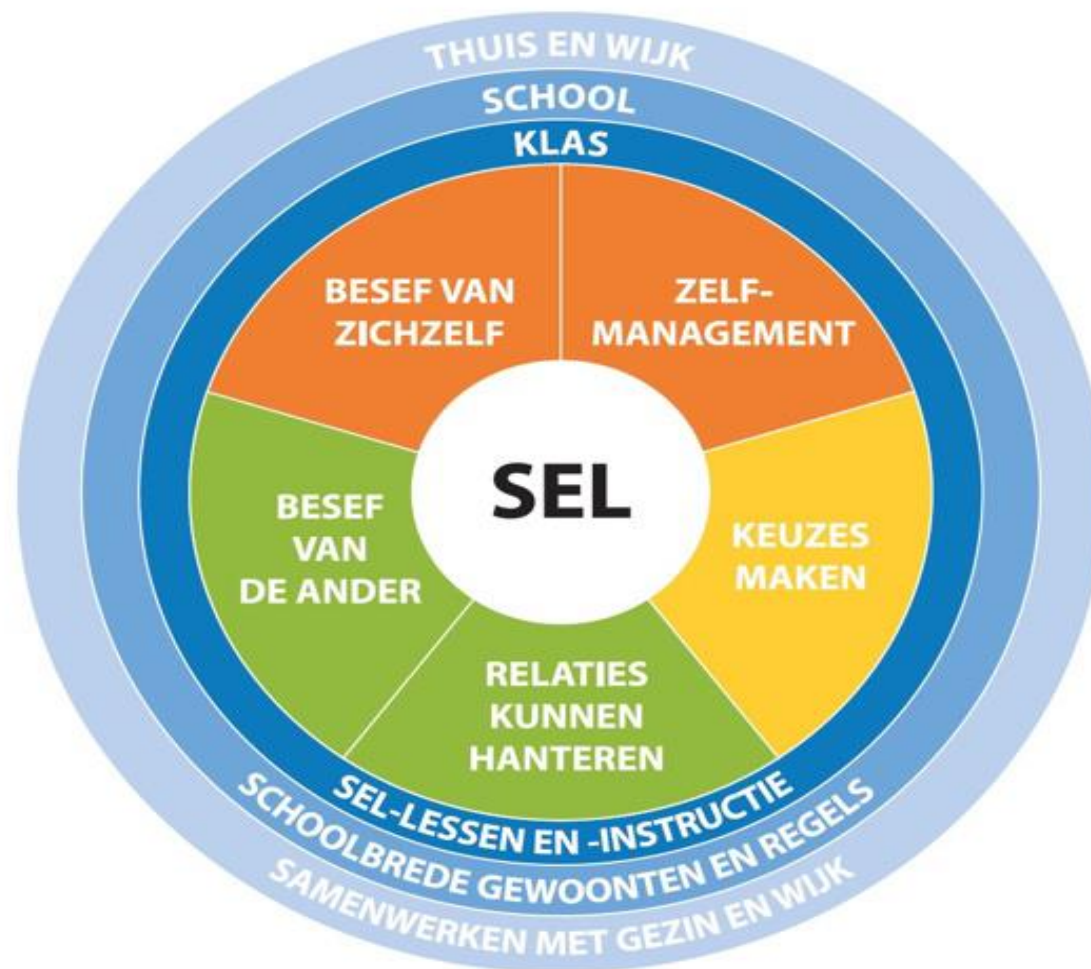 THUIS EN WIJK
SCHOOL
KLAS
BESEF VAN
ZICHZELF
ZELF-
MANAGEMENT
SEL
BESEF
VAN
DE ANDER
KEUZES
MAKEN
RELATIES
KUNNEN
HANTEREN
SEL-LESSEN EN -INSTRUCTIE
SCHOOLBREDE GEWOONTEN EN REGELS
SAMENWERKEN MET GEZIN EN WIJK